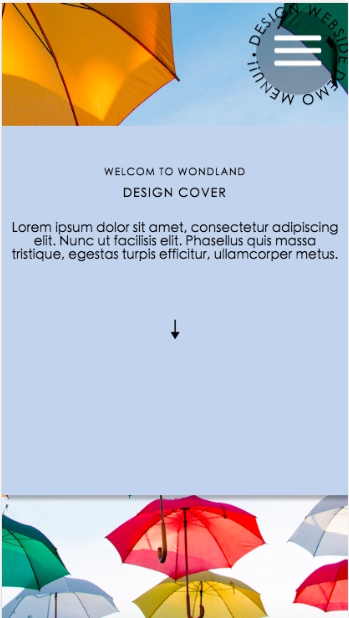 DESIGN WEBSIDE DEMO MENU!!•
WELCOM TO WONDLAND
DESIGN COVER
Lorem ipsum dolor sit amet, consectetur adipiscing
elit. Nunc ut facilisis elit. Phasellus quis massa
tristique, egestas turpis efficitur, ullamcorper metus.